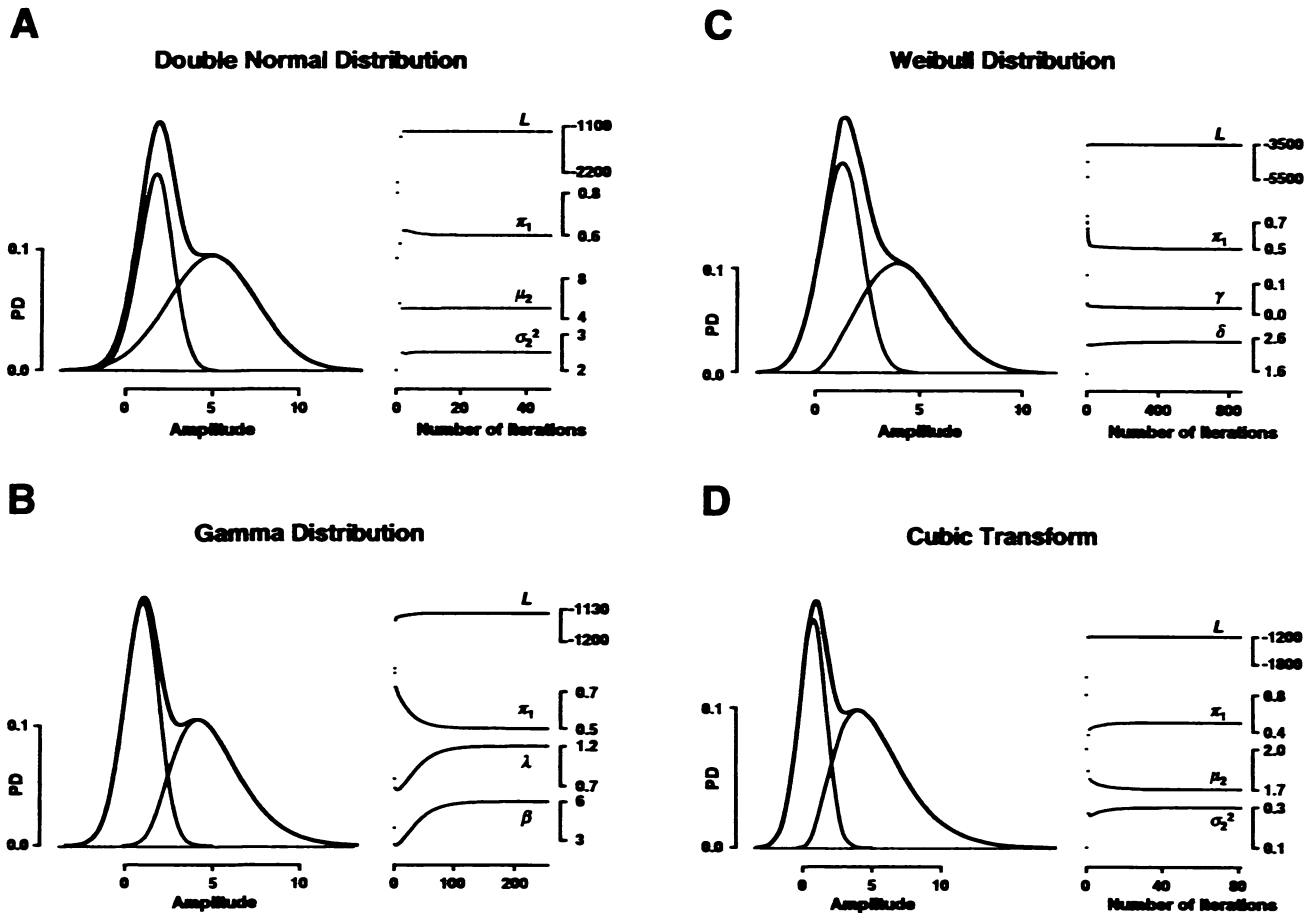 A
Double Normal Distribution
0.1
PD
0.0
0 5 10
Amplitude
L
-1100
-2200
π₁
0.8
0.6
μ₂
8
4
σ₂²
3
2
0 20 40
Number of Iterations
C
Weibull Distribution
0.1
PD
0.0
0 5 10
Amplitude
L
-3500
-5500
π₁
0.7
0.5
γ
0.1
0.0
δ
2.6
1.6
0 400 800
Number of Iterations
B
Gamma Distribution
0.1
PD
0.0
0 5 10
Amplitude
L
-1130
-1200
π₁
0.7
0.5
λ
1.2
0.7
β
6
3
0 100 200
D
Cubic Transform
0.1
PD
0.0
0 5 10
Amplitude
L
-1200
-1800
π₁
0.8
0.4
μ₂
2.0
1.7
σ₂²
0.3
0.1
0 40 80
Number of Iterations